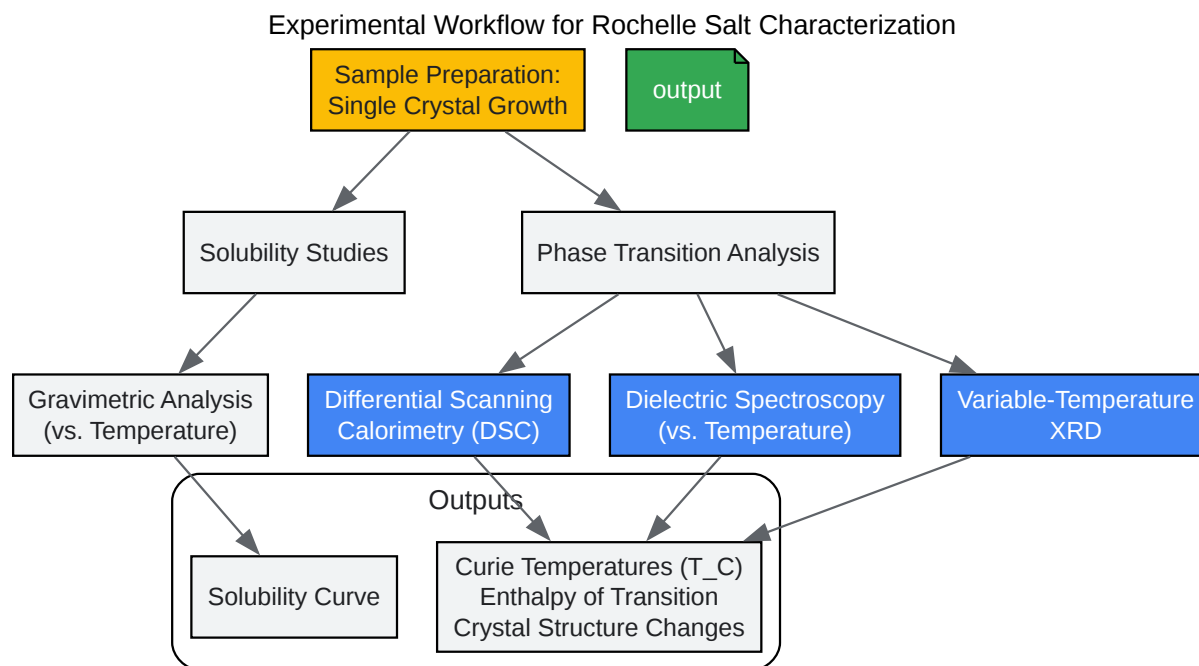 Experimental Workflow for Rochelle Salt Characterization
Sample Preparation:
Single Crystal Growth
output
Solubility Studies
Phase Transition Analysis
Gravimetric Analysis
(vs. Temperature)
Differential Scanning
Calorimetry (DSC)
Dielectric Spectroscopy
(vs. Temperature)
Variable-Temperature
XRD
Outputs
Solubility Curve
Curie Temperatures (T_C)
Enthalpy of Transition
Crystal Structure Changes